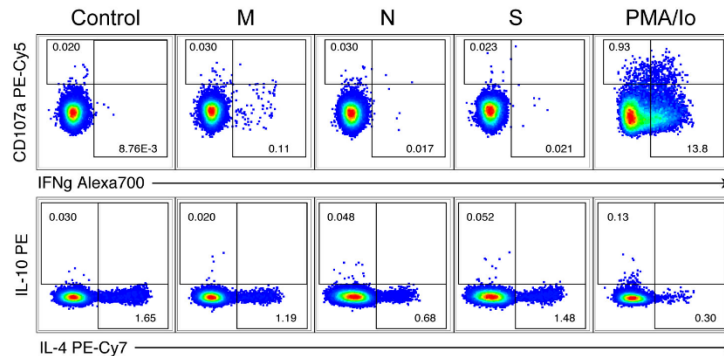 Control M N S PMA/Io
CD107a PE-Cy5
0.020 0.030 0.030 0.023 0.93
8.76E-3 0.11 0.017 0.021 13.8
IFNg Alexa700
IL-10 PE
0.030 0.020 0.048 0.052 0.13
1.65 1.19 0.68 1.48 0.30
IL-4 PE-Cy7